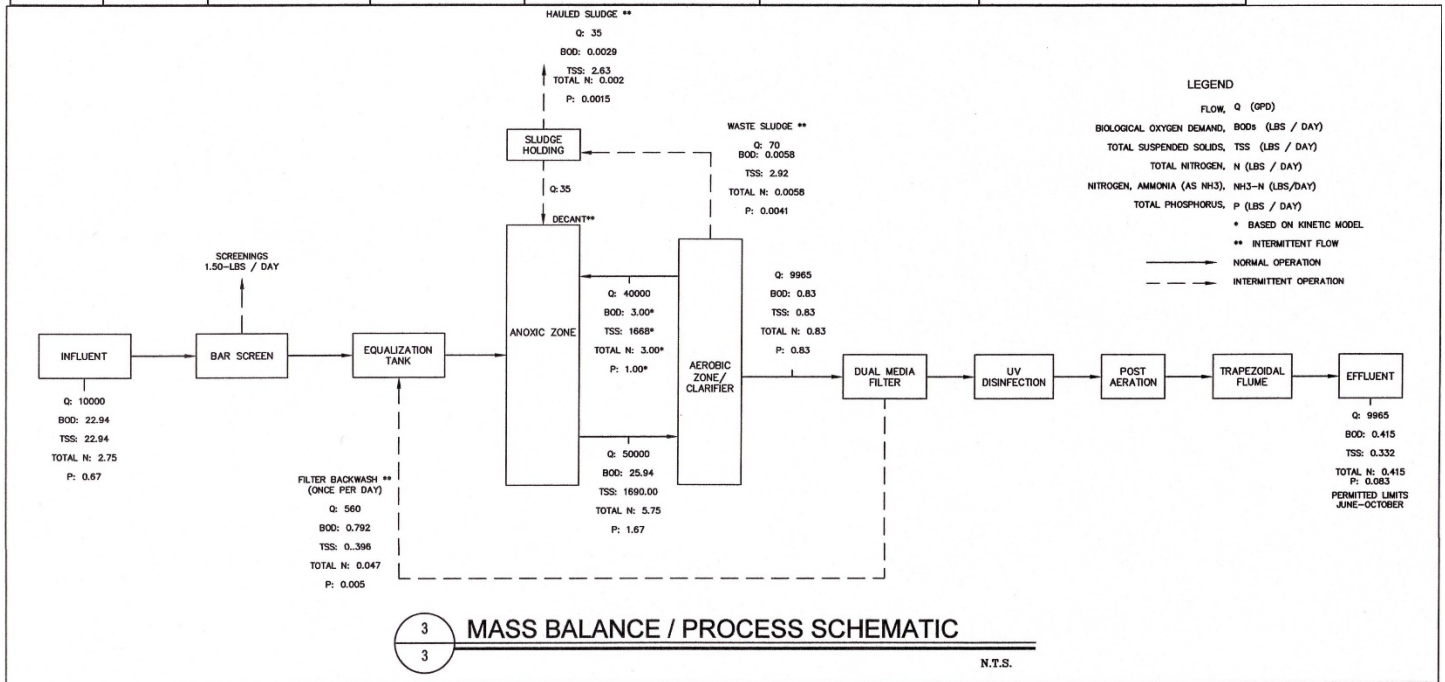 HAULED SLUDGE **
Q: 35
BOD: 0.0029
TSS: 2.63
TOTAL N: 0.002
P: 0.0015
SLUDGE
HOLDING
Q:35
DECANT**
WASTE SLUDGE **
Q: 70
BOD: 0.0058
TSS: 2.92
TOTAL N: 0.0058
P: 0.0041
LEGEND
FLOW, Q (GPD)
BIOLOGICAL OXYGEN DEMAND, BOD5 (LBS / DAY)
TOTAL SUSPENDED SOLIDS, TSS (LBS / DAY)
TOTAL NITROGEN, N (LBS / DAY)
NITROGEN, AMMONIA (AS NH3), NH3-N (LBS/DAY)
TOTAL PHOSPHORUS, P (LBS / DAY)
* BASED ON KINETIC MODEL
** INTERMITTENT FLOW
NORMAL OPERATION
INTERMITTENT OPERATION
SCREENINGS
1.50-LBS / DAY
INFLUENT
Q: 10000
BOD: 22.94
TSS: 22.94
TOTAL N: 2.75
P: 0.67
BAR SCREEN
EQUALIZATION
TANK
ANOXIC ZONE
Q: 40000
BOD: 3.00*
TSS: 1668*
TOTAL N: 3.00*
P: 1.00*
Q: 50000
BOD: 25.94
TSS: 1690.00
TOTAL N: 5.75
P: 1.67
AEROBIC
ZONE/
CLARIFIER
Q: 9965
BOD: 0.83
TSS: 0.83
TOTAL N: 0.83
P: 0.83
DUAL MEDIA
FILTER
UV
DISINFECTION
POST
AERATION
TRAPEZOIDAL
FLUME
EFFLUENT
Q: 9965
BOD: 0.415
TSS: 0.332
TOTAL N: 0.415
P: 0.083
PERMITTED LIMITS
JUNE-OCTOBER
FILTER BACKWASH **
(ONCE PER DAY)
Q: 560
BOD: 0.792
TSS: 0..396
TOTAL N: 0.047
P: 0.005
3
3
MASS BALANCE / PROCESS SCHEMATIC
N.T.S.